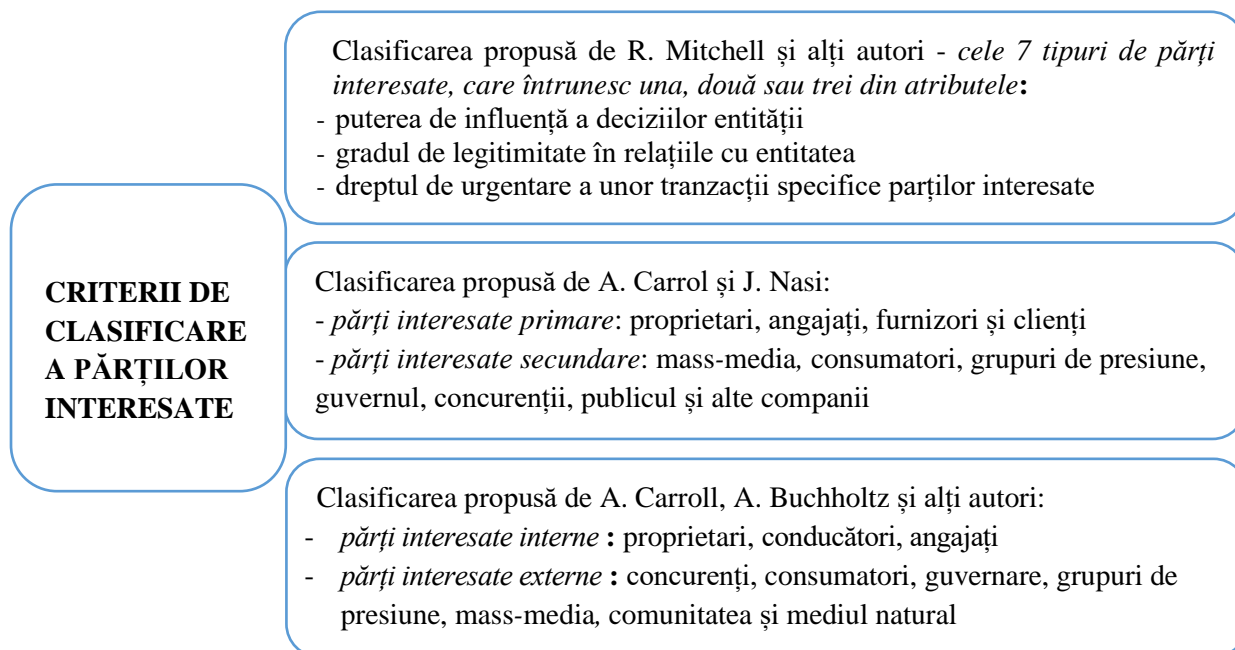 Clasificarea propusă de R. Mitchell și alți autori - cele 7 tipuri de părți
interesate, care întrunesc una, două sau trei din atributele:
- puterea de influență a deciziilor entității
- gradul de legitimitate în relațiile cu entitatea
- dreptul de urgentare a unor tranzacții specifice parților interesate
CRITERII DE
CLASIFICARE
A PĂRȚILOR
INTERESATE
Clasificarea propusă de A. Carrol și J. Nasi:
- părți interesate primare: proprietari, angajați, furnizori și clienți
- părți interesate secundare: mass-media, consumatori, grupuri de presiune,
guvernul, concurenții, publicul și alte companii
Clasificarea propusă de A. Carroll, A. Buchholtz și alți autori:
- părți interesate interne : proprietari, conducători, angajați
- părți interesate externe : concurenți, consumatori, guvernare, grupuri de
presiune, mass-media, comunitatea și mediul natural